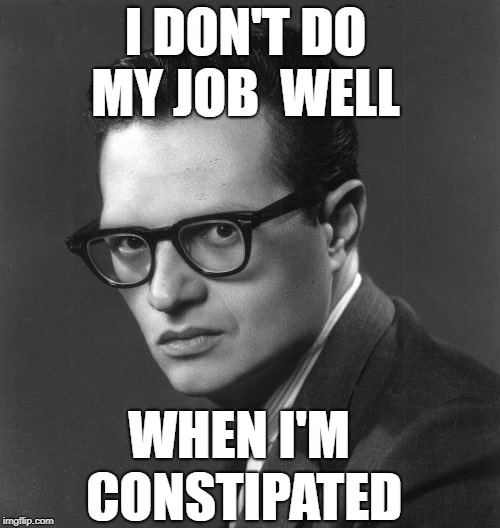 I DON'T DO
MY JOB  WELL
WHEN I'M
CONSTIPATED
imgflip.com